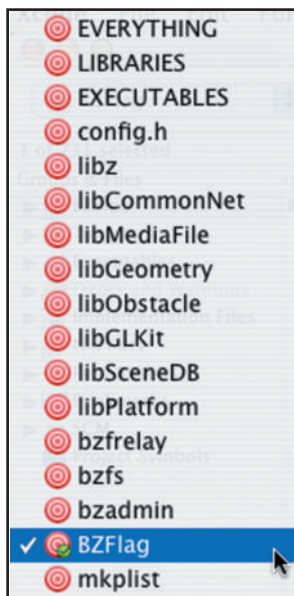 EVERYTHING
LIBRARIES
EXECUTABLES
config.h
libz
libCommonNet
libMediaFile
libGeometry
libObstacle
libGLKit
libSceneDB
libPlatform
bzfrelay
bzfs
bzadmin
BZFlag
mkplist